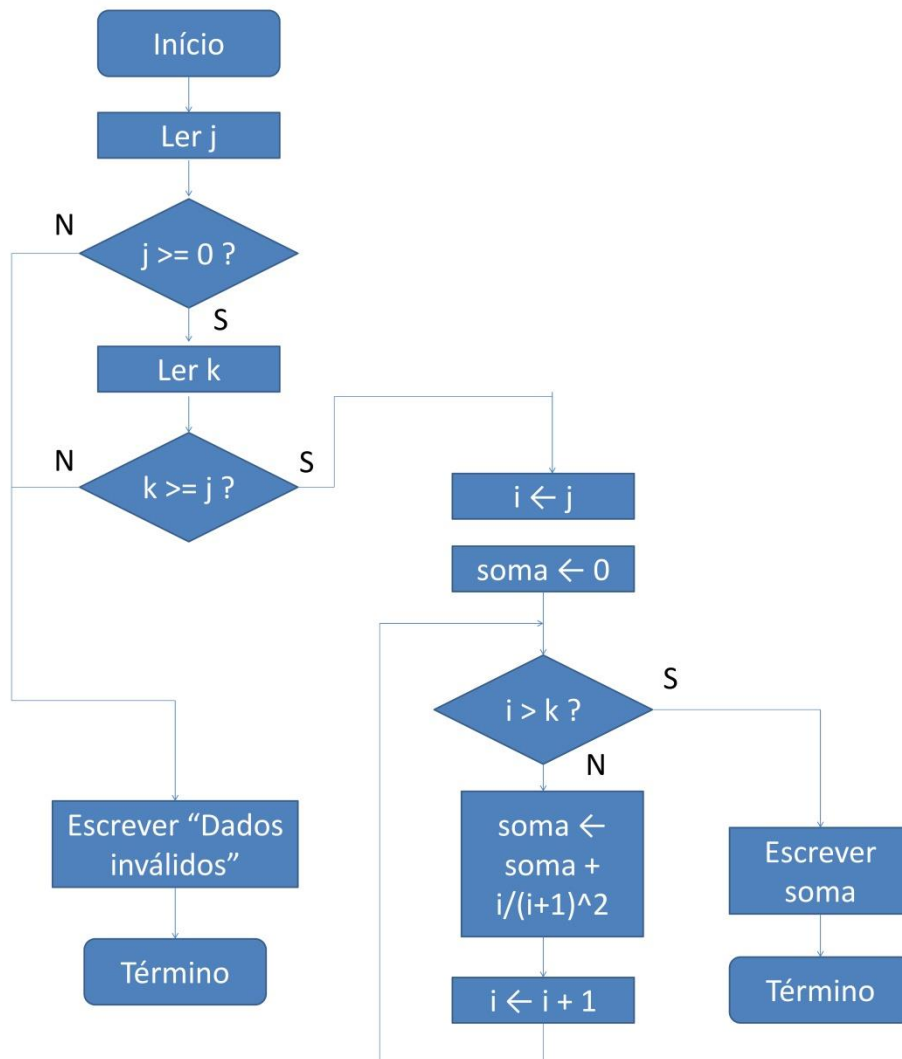 Início
Ler j
N
j >= 0 ?
S
Ler k
N
k >= j ?
S
i ← j
soma ← 0
i > k ?
S
N
soma ←
soma +
i/(i+1)^2
i ← i + 1
Escrever
soma
Término
Escrever “Dados
inválidos”
Término